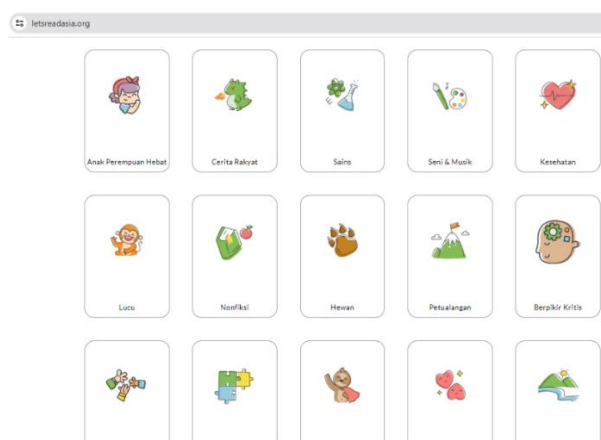 letsreadasia.org
Anak Perempuan Hebat
Cerita Rakyat
Sains
Seni & Musik
Kesehatan
Lucu
Nonfiksi
Hewan
Petualangan
Berpikir Kritis